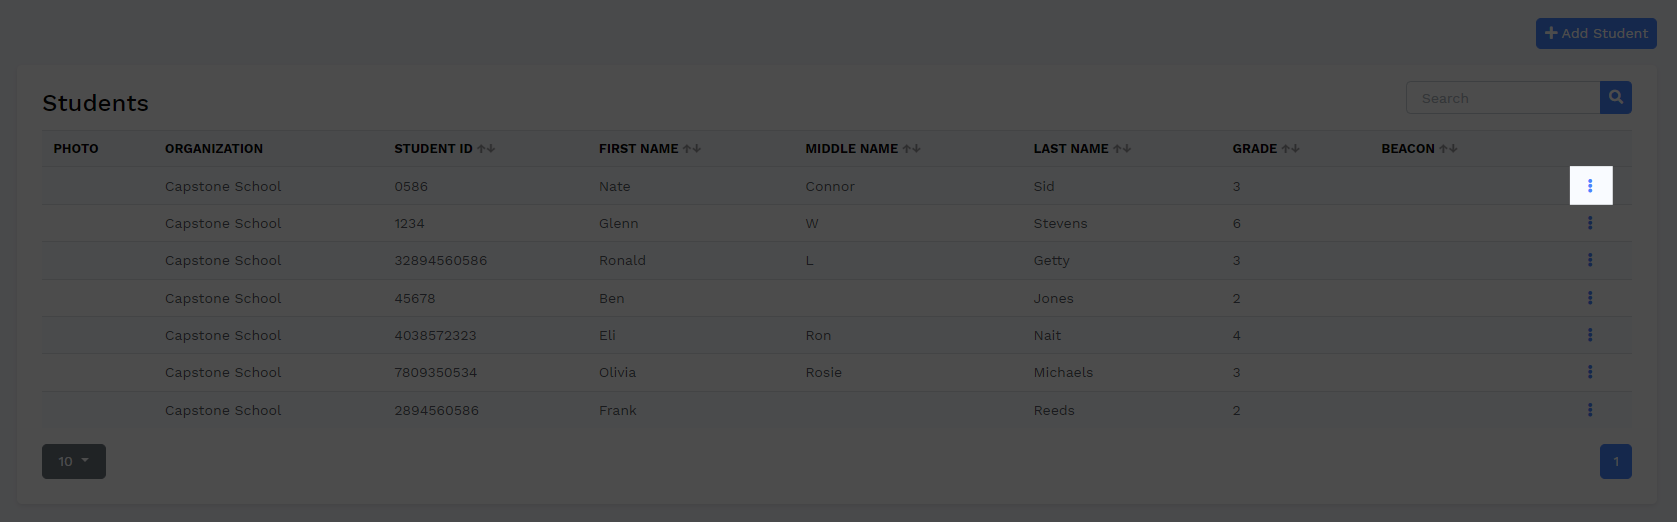 Add Student
Students
Search
PHOTO ORGANIZATION STUDENT ID FIRST NAME MIDDLE NAME LAST NAME GRADE BEACON
Capstone School 0586 Nate Connor Sid 3
Capstone School 1234 Glenn W Stevens 6
Capstone School 32894560586 Ronald L Getty 3
Capstone School 45678 Ben Jones 2
Capstone School 4038572323 Eli Ron Nait 4
Capstone School 7809350534 Olivia Rosie Michaels 3
Capstone School 2894560586 Frank Reeds 2
10 1